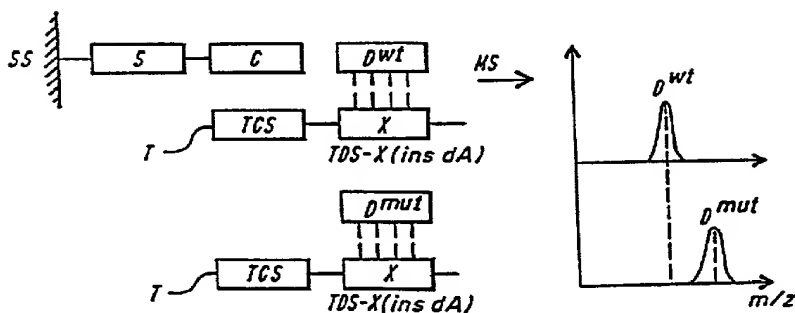 SS S C D^wt MS
T TCS X
TDS-X (ins dA)
D^mut
T TCS X
TDS-X (ins dA)
D^wt
D^mut
m/z